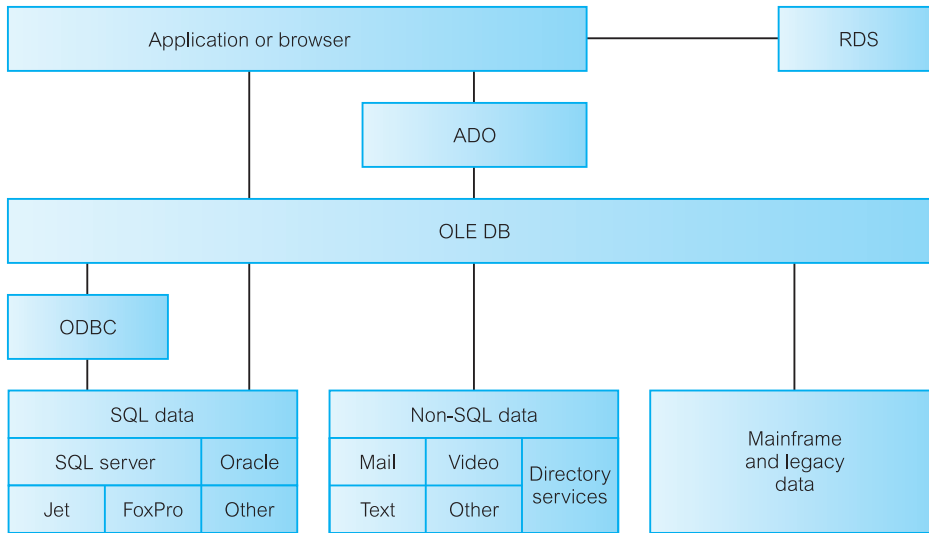 Application or browser
RDS
ADO
OLE DB
ODBC
SQL data
SQL server
Oracle
Jet
FoxPro
Other
Non-SQL data
Mail
Video
Directory
services
Text
Other
Mainframe
and legacy
data